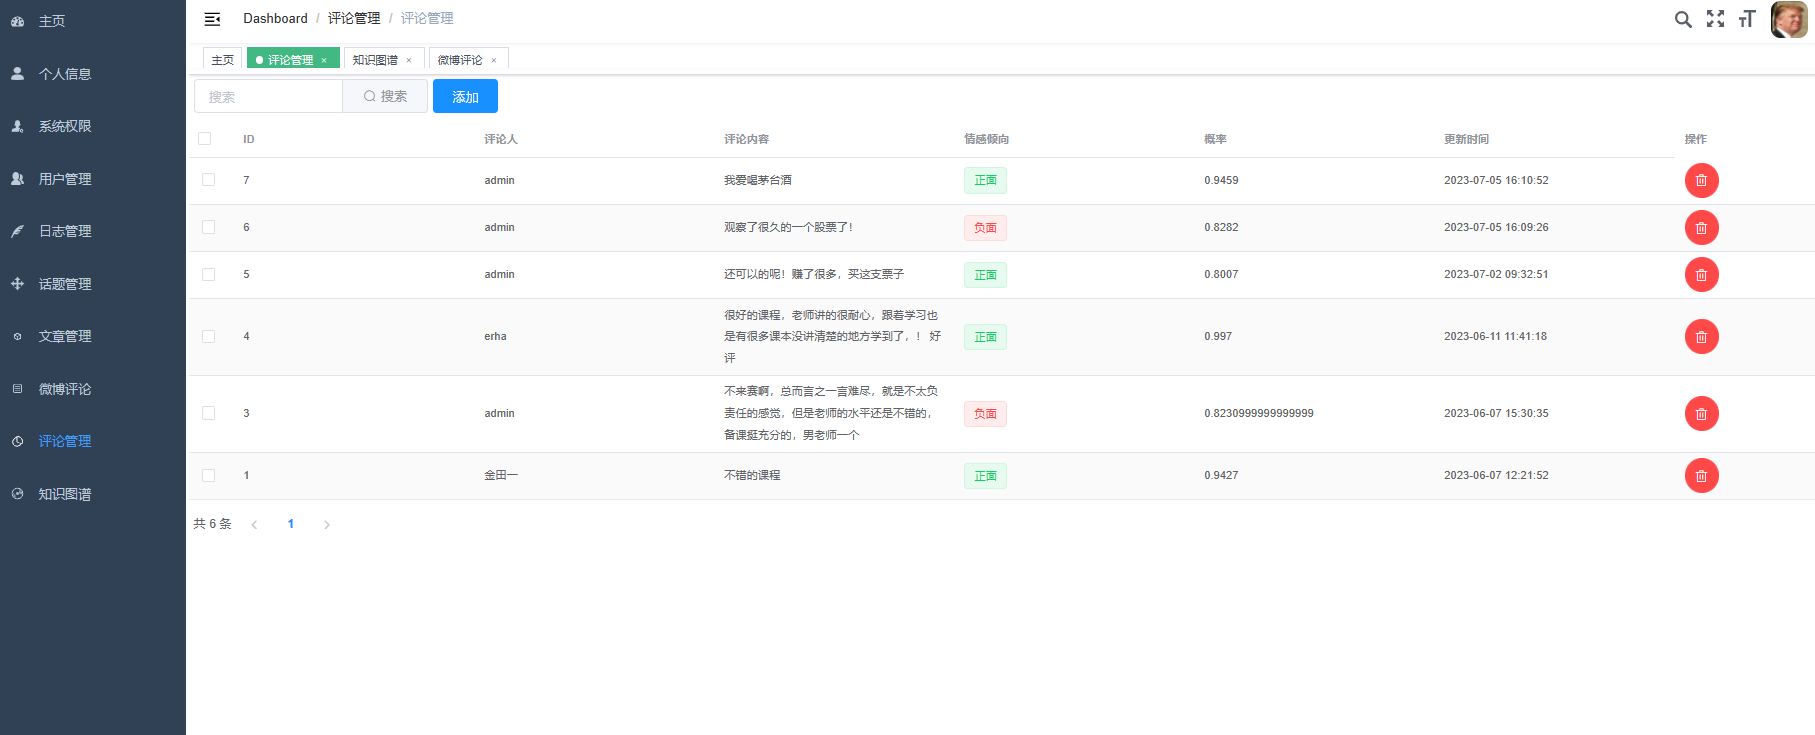 主页
个人信息
系统权限
用户管理
日志管理
话题管理
文章管理
微博评论
评论管理
知识图谱
Dashboard / 评论管理 / 评论管理
主页 评论管理 × 知识图谱 × 微博评论 ×
搜索 搜索 添加
ID 评论人 评论内容 情感倾向 概率 更新时间 操作
7 admin 我爱喝茅台酒 正面 0.9459 2023-07-05 16:10:52
6 admin 观察了很久的一个股票了！ 负面 0.8282 2023-07-05 16:09:26
5 admin 还可以的呢！赚了很多，买这支票子 正面 0.8007 2023-07-02 09:32:51
很好的课程，老师讲的很耐心，跟着学习也
4 erha 是有很多课本没讲清楚的地方学到了，！ 好 正面 0.997 2023-06-11 11:41:18
评
不来赛啊，总而言之一言难尽，就是不太负
3 admin 责任的感觉，但是老师的水平还是不错的， 负面 0.8230999999999999 2023-06-07 15:30:35
备课挺充分的，男老师一个
1 金田一 不错的课程 正面 0.9427 2023-06-07 12:21:52
共 6 条 1